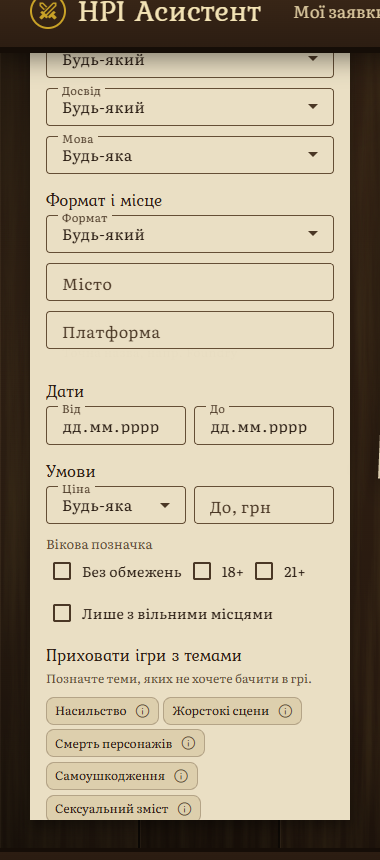 НРІ Асистент
Мої заявки
Будь-який
Досвід
Будь-який
Мова
Будь-яка
Формат і місце
Формат
Будь-який
Місто
Платформа
Дати
Від До
дд.мм.рррр дд.мм.рррр
Умови
Ціна
Будь-яка До, грн
Вікова позначка
Без обмежень 18+ 21+
Лише з вільними місцями
Приховати ігри з темами
Позначте теми, яких не хочете бачити в грі.
Насильство Жорстокі сцени
Смерть персонажів
Самоушкодження
Сексуальний зміст